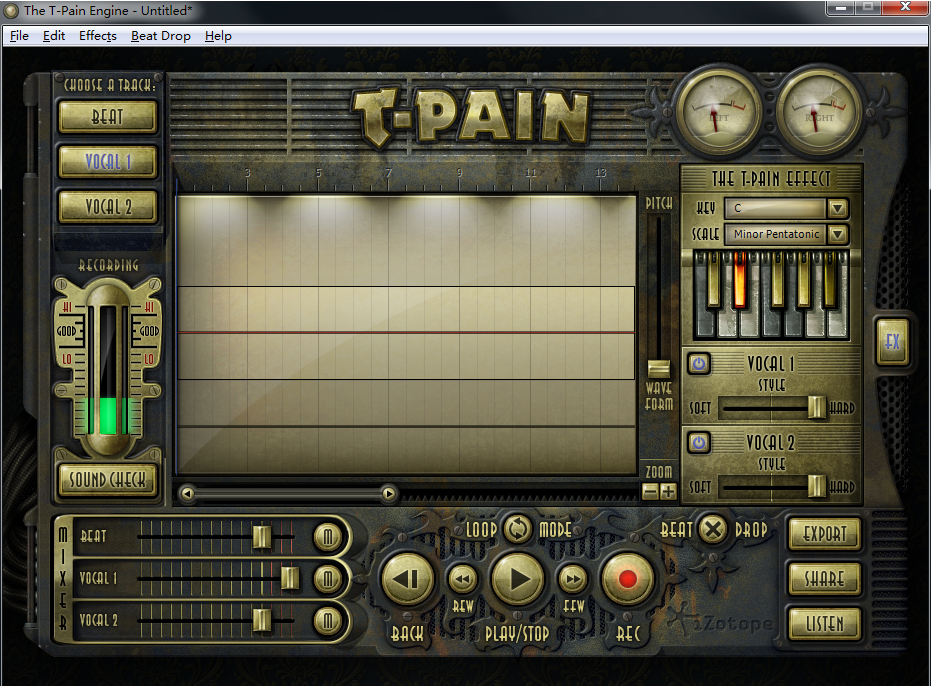 The T-Pain Engine - Untitled*
File Edit Effects Beat Drop Help
CHOOSE A TRACK:
BEAT
VOCAL 1
VOCAL 2
T-PAIN
LEFT
RIGHT
3 5 7 9 11 13
RECORDING
HI HI
GOOD GOOD
LO LO
SOUND CHECK
PITCH
WAVE
FORM
ZOOM
THE T-PAIN EFFECT
KEY C
SCALE Minor Pentatonic
FX
VOCAL 1
STYLE
SOFT HARD
VOCAL 2
STYLE
SOFT HARD
MIXER
BEAT M
VOCAL 1 M
VOCAL 2 M
LOOP MODE
BEAT DROP
BACK
REW
PLAY/STOP
FFW
REC
iZotope
EXPORT
SHARE
LISTEN